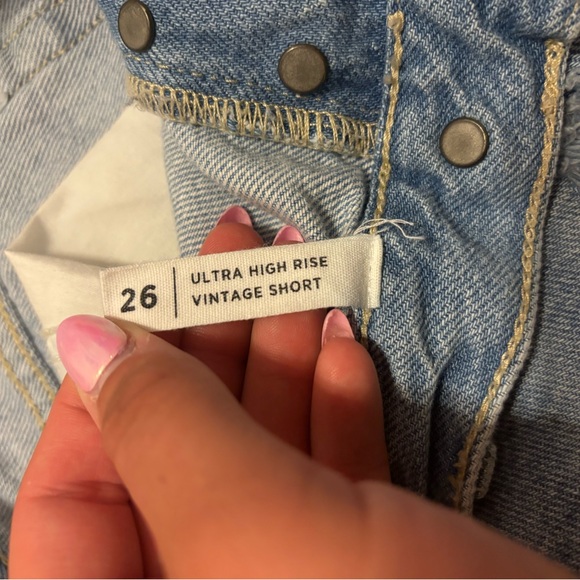 26
ULTRA HIGH RISE
VINTAGE SHORT